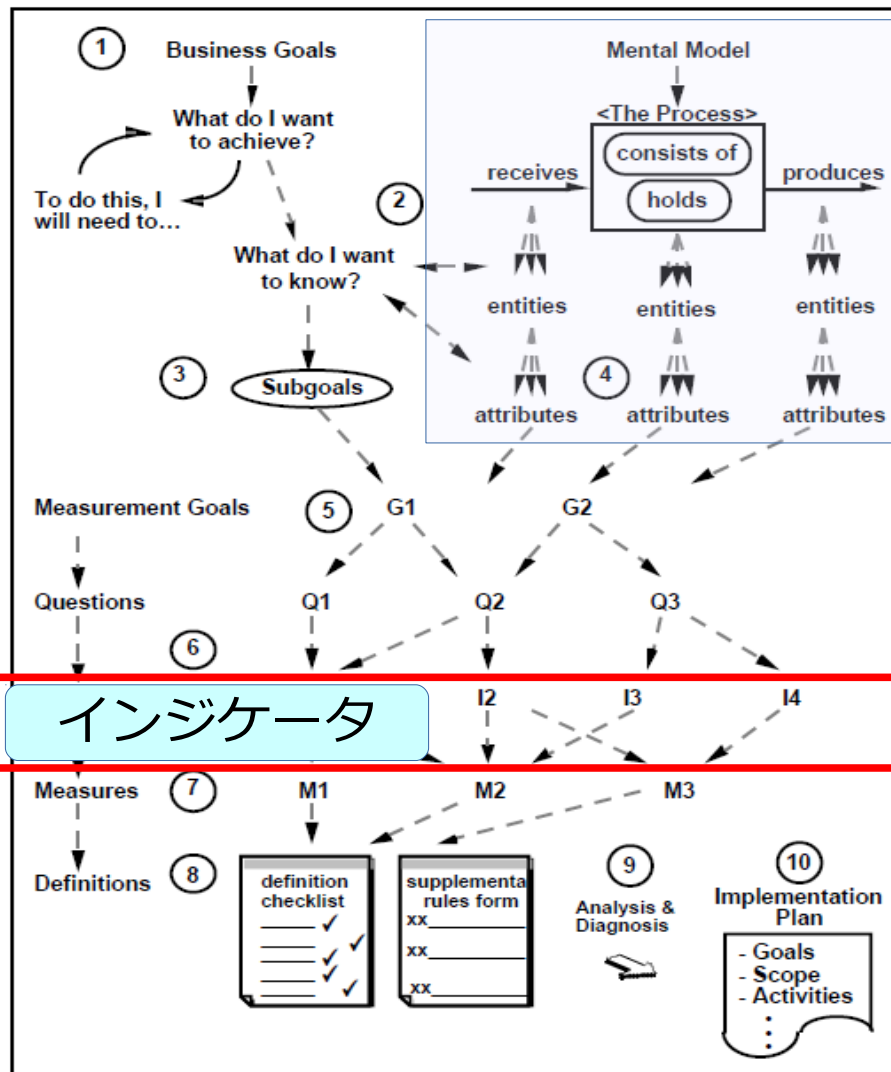 1
Business Goals
What do I want
to achieve?
To do this, I
will need to…
2
What do I want
to know?
3
Subgoals
Mental Model
<The Process>
receives
consists of
holds
produces
entities
entities
entities
4
attributes
attributes
attributes
Measurement Goals
5
G1
G2
Questions
Q1
Q2
Q3
6
インジケータ
I2
I3
I4
Measures
7
M1
M2
M3
Definitions
8
definition
checklist
supplementa
rules form
xx
xx
xx
9
Analysis &
Diagnosis
10
Implementation
Plan
- Goals
- Scope
- Activities